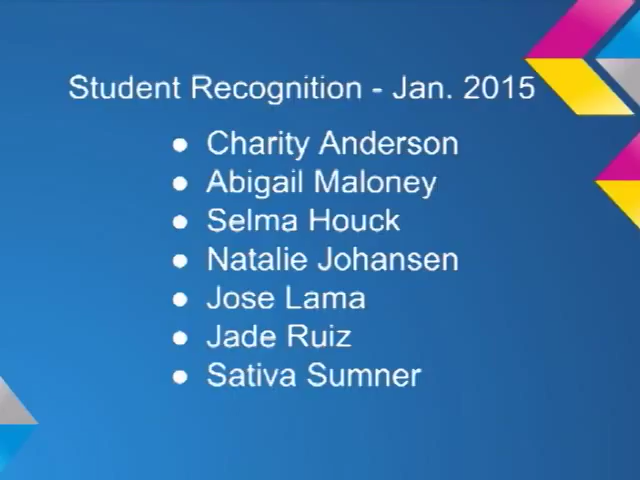 Student Recognition - Jan. 2015
● Charity Anderson
● Abigail Maloney
● Selma Houck
● Natalie Johansen
● Jose Lama
● Jade Ruiz
● Sativa Sumner